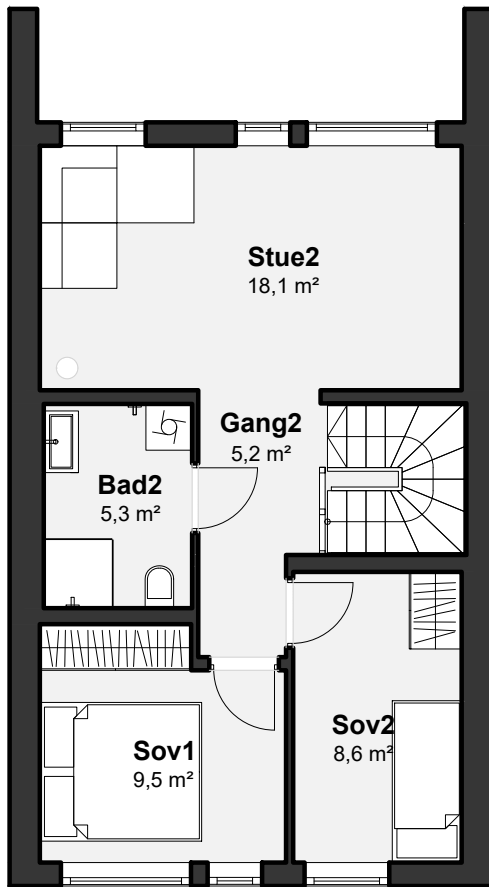 Stue2
18,1 m²
Gang2
5,2 m²
Bad2
5,3 m²
Sov2
8,6 m²
Sov1
9,5 m²